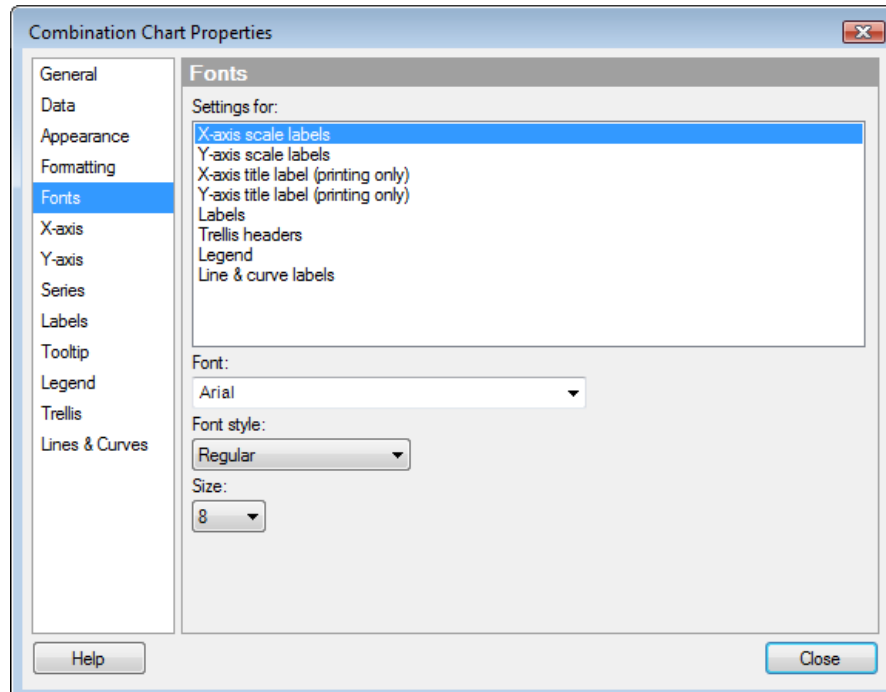 Combination Chart Properties
General
Data
Appearance
Formatting
Fonts
X-axis
Y-axis
Series
Labels
Tooltip
Legend
Trellis
Lines & Curves
Fonts
Settings for:
X-axis scale labels
Y-axis scale labels
X-axis title label (printing only)
Y-axis title label (printing only)
Labels
Trellis headers
Legend
Line & curve labels
Font:
Arial
Font style:
Regular
Size:
8
Help
Close